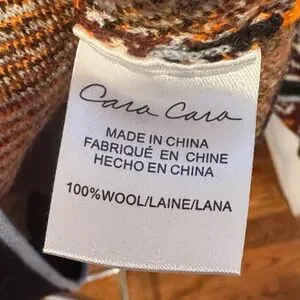 Cara Cara
MADE IN CHINA
FABRIQUÉ EN CHINE
HECHO EN CHINA
100%WOOL/LAINE/LANA